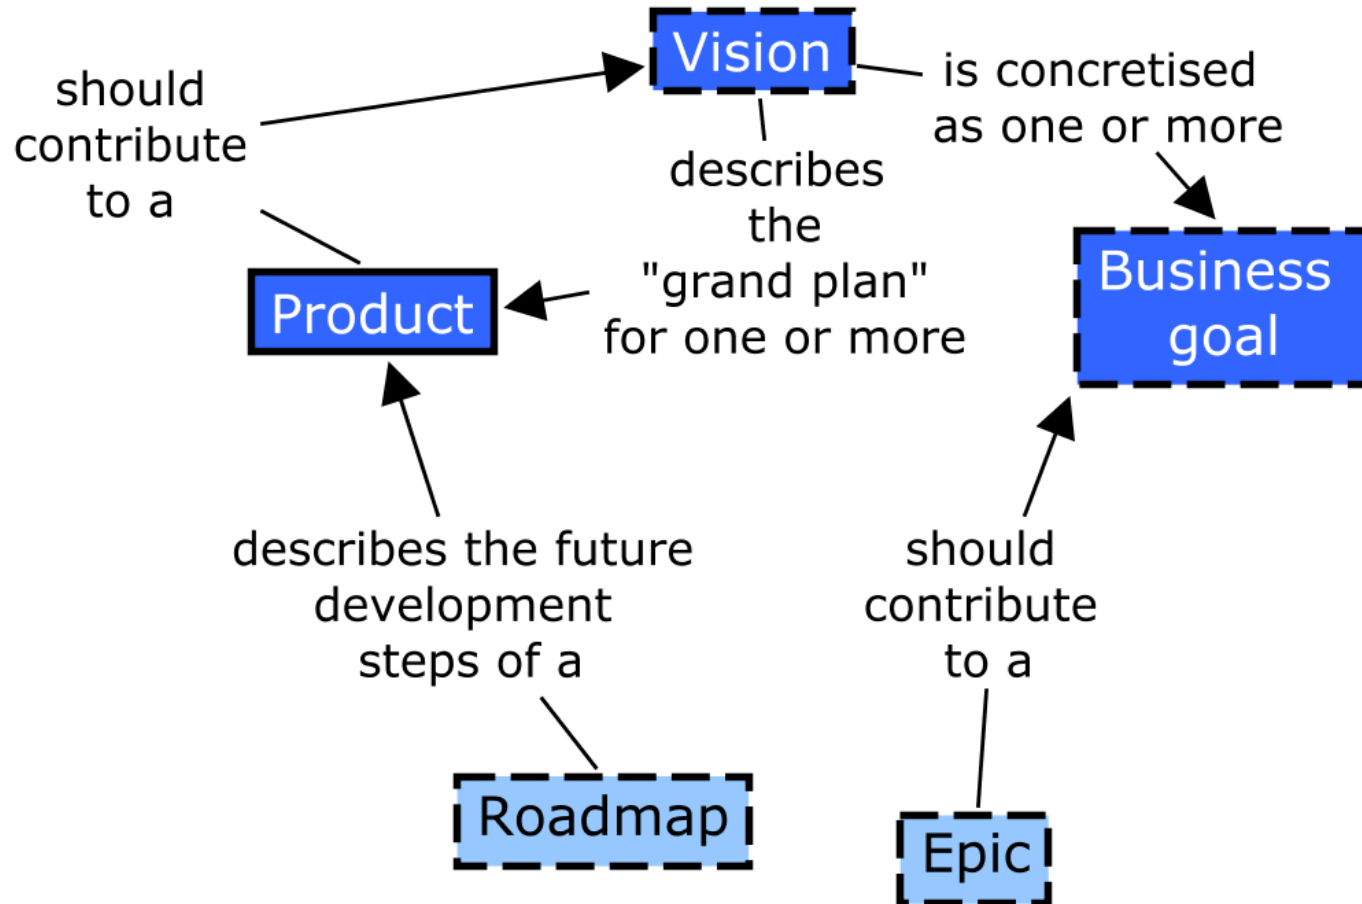 Vision
is concretised
as one or more
should
contribute
to a
describes
the
"grand plan"
for one or more
Business
goal
Product
describes the future
development
steps of a
should
contribute
to a
Roadmap
Epic